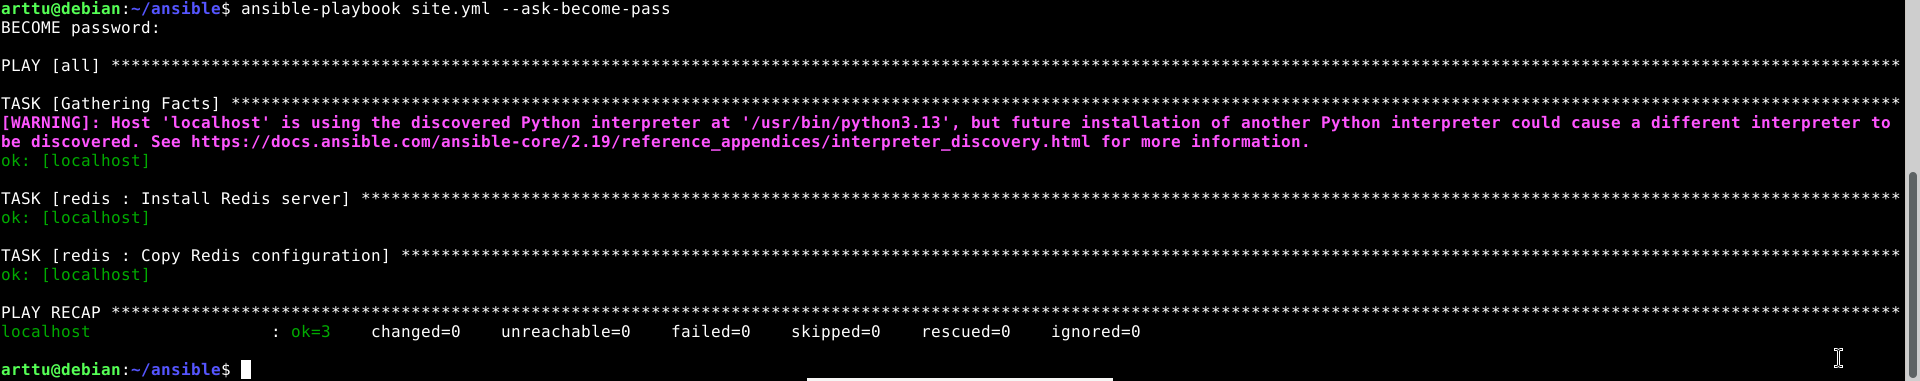 arttu@debian:~/ansible$ ansible-playbook site.yml --ask-become-pass
BECOME password:
PLAY [all] ***********************************************************************************************************************************************************************************
TASK [Gathering Facts] ***********************************************************************************************************************************************************************
[WARNING]: Host 'localhost' is using the discovered Python interpreter at '/usr/bin/python3.13', but future installation of another Python interpreter could cause a different interpreter to
be discovered. See https://docs.ansible.com/ansible-core/2.19/reference_appendices/interpreter_discovery.html for more information.
ok: [localhost]
TASK [redis : Install Redis server] **********************************************************************************************************************************************************
ok: [localhost]
TASK [redis : Copy Redis configuration] ******************************************************************************************************************************************************
ok: [localhost]
PLAY RECAP ***********************************************************************************************************************************************************************************
localhost                  : ok=3    changed=0    unreachable=0    failed=0    skipped=0    rescued=0    ignored=0
arttu@debian:~/ansible$